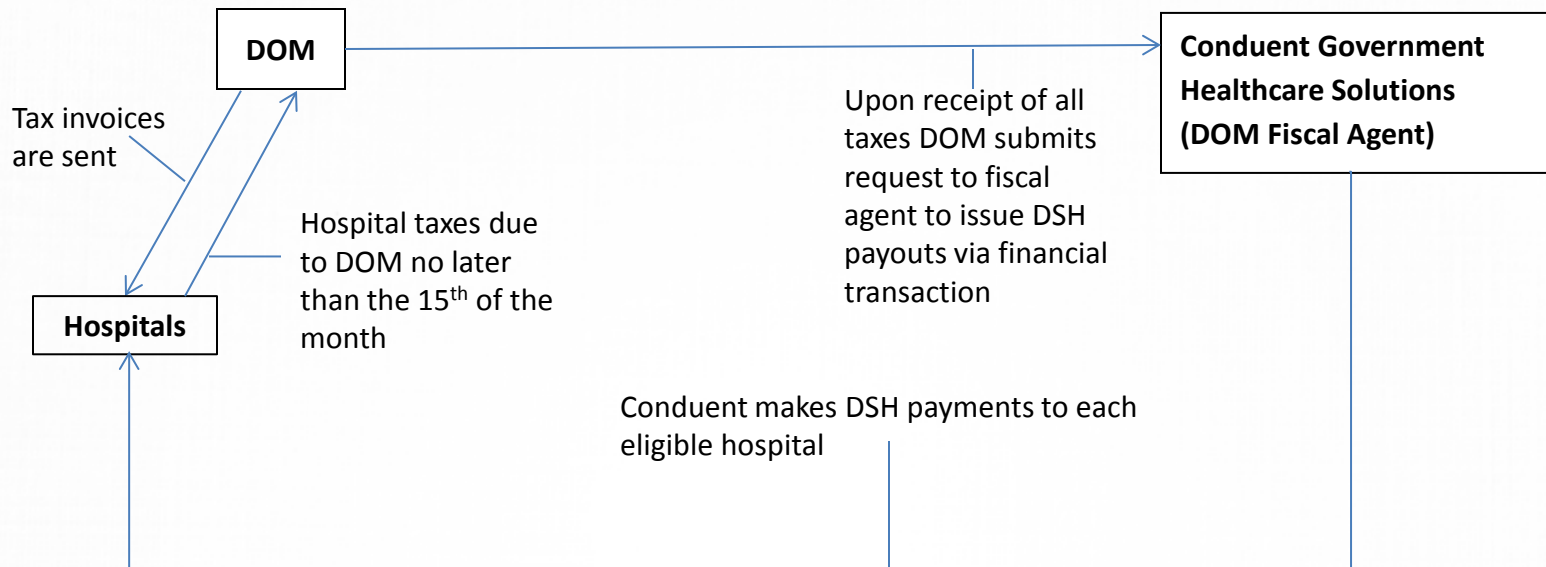 DOM
Conduent Government
Healthcare Solutions
(DOM Fiscal Agent)
Tax invoices
are sent
Upon receipt of all
taxes DOM submits
request to fiscal
agent to issue DSH
payouts via financial
transaction
Hospital taxes due
to DOM no later
than the 15th of the
month
Hospitals
Conduent makes DSH payments to each
eligible hospital